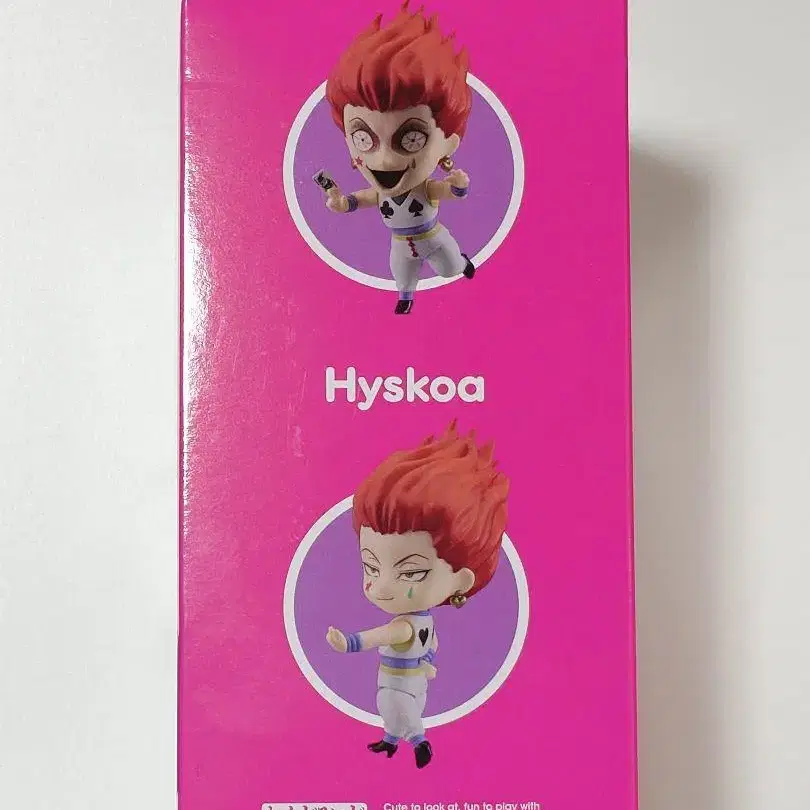 Hyskoa
Cute to look at, fun to play with